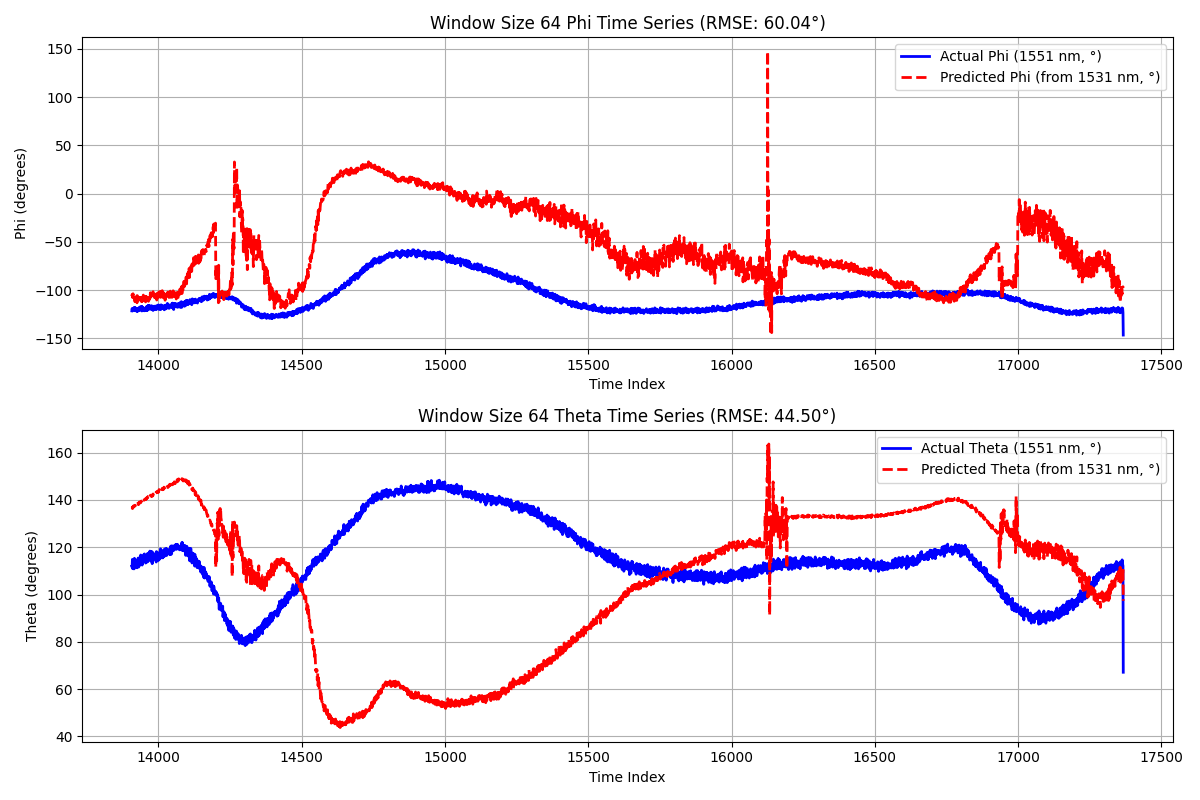 Window Size 64 Phi Time Series (RMSE: 60.04°)
Phi (degrees)
150
100
50
0
−50
−100
−150
Actual Phi (1551 nm, °)
Predicted Phi (from 1531 nm, °)
14000 14500 15000 15500 16000 16500 17000 17500
Time Index
Window Size 64 Theta Time Series (RMSE: 44.50°)
Theta (degrees)
160
140
120
100
80
60
40
Actual Theta (1551 nm, °)
Predicted Theta (from 1531 nm, °)
14000 14500 15000 15500 16000 16500 17000 17500
Time Index